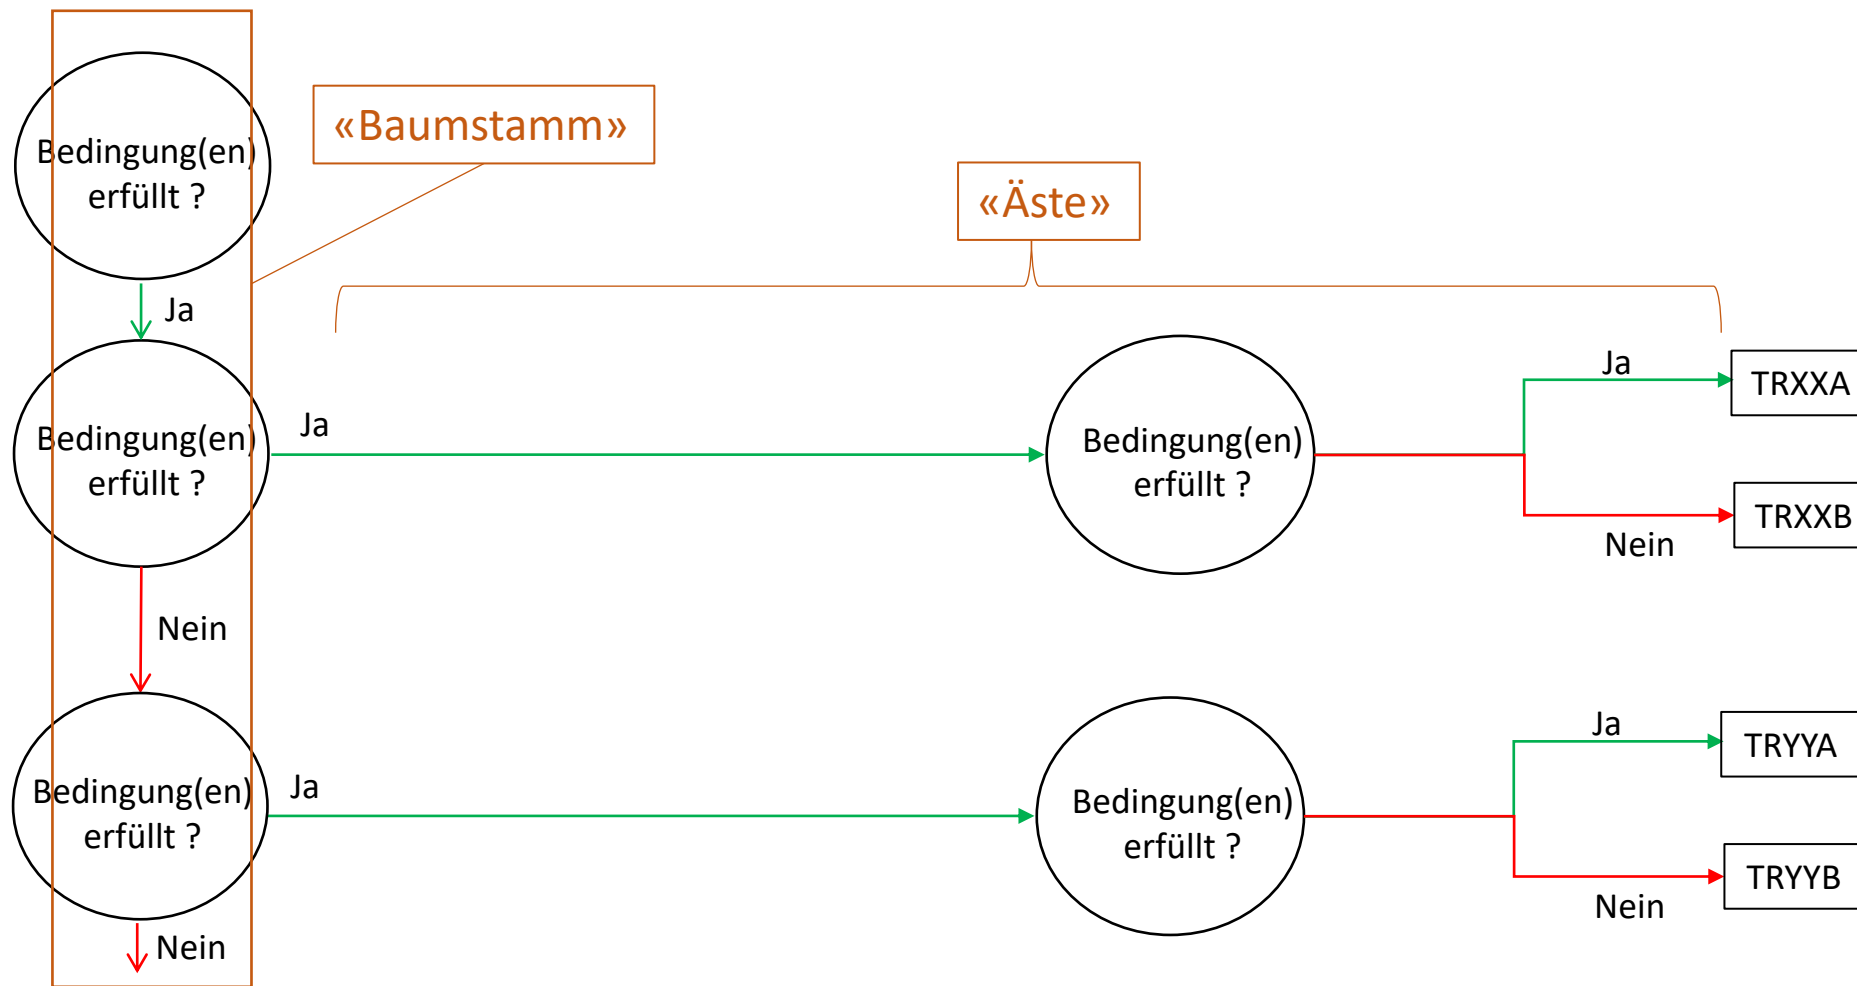 Bedingung(en)
erfüllt ?
«Baumstamm»
«Äste»
Ja
Bedingung(en)
erfüllt ?
Ja
Bedingung(en)
erfüllt ?
Ja
TRXXA
Nein
TRXXB
Nein
Bedingung(en)
erfüllt ?
Ja
Bedingung(en)
erfüllt ?
Ja
TRYYA
Nein
TRYYB
Nein